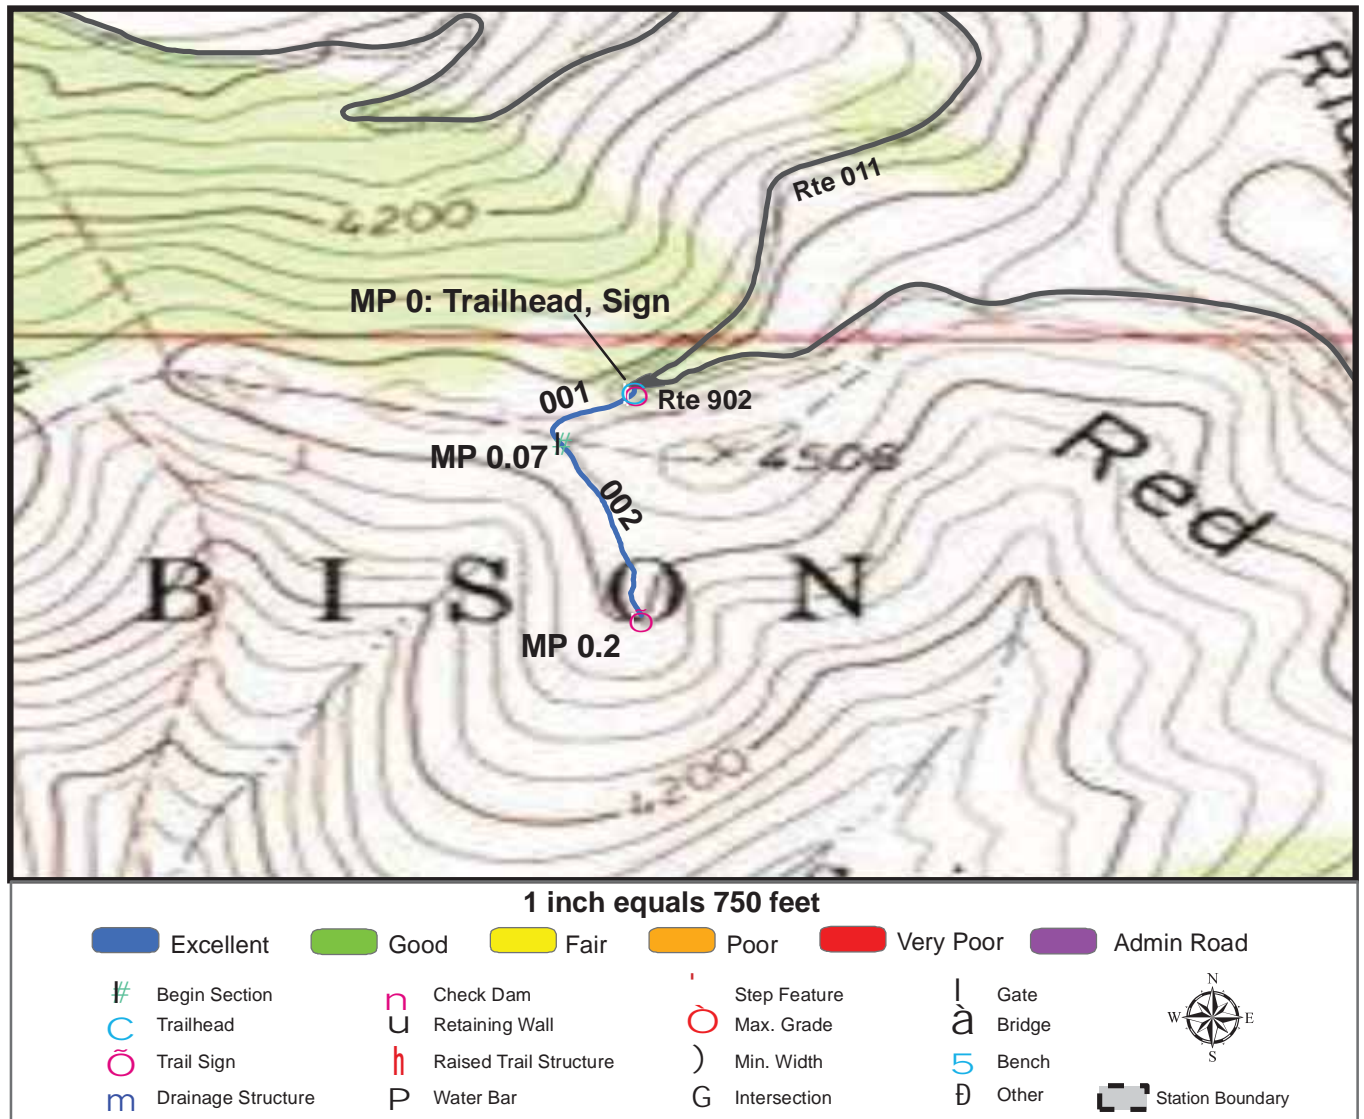 Rte 011
4200
MP 0: Trailhead, Sign
001
Rte 902
MP 0.07
4508
Red
002
BISON
MP 0.2
4200
1 inch equals 750 feet
Excellent
Good
Fair
Poor
Very Poor
Admin Road
Begin Section
Trailhead
Trail Sign
Drainage Structure
Check Dam
Retaining Wall
Raised Trail Structure
Water Bar
Step Feature
Max. Grade
Min. Width
Intersection
Gate
Bridge
Bench
Other
N
W E
S
Station Boundary